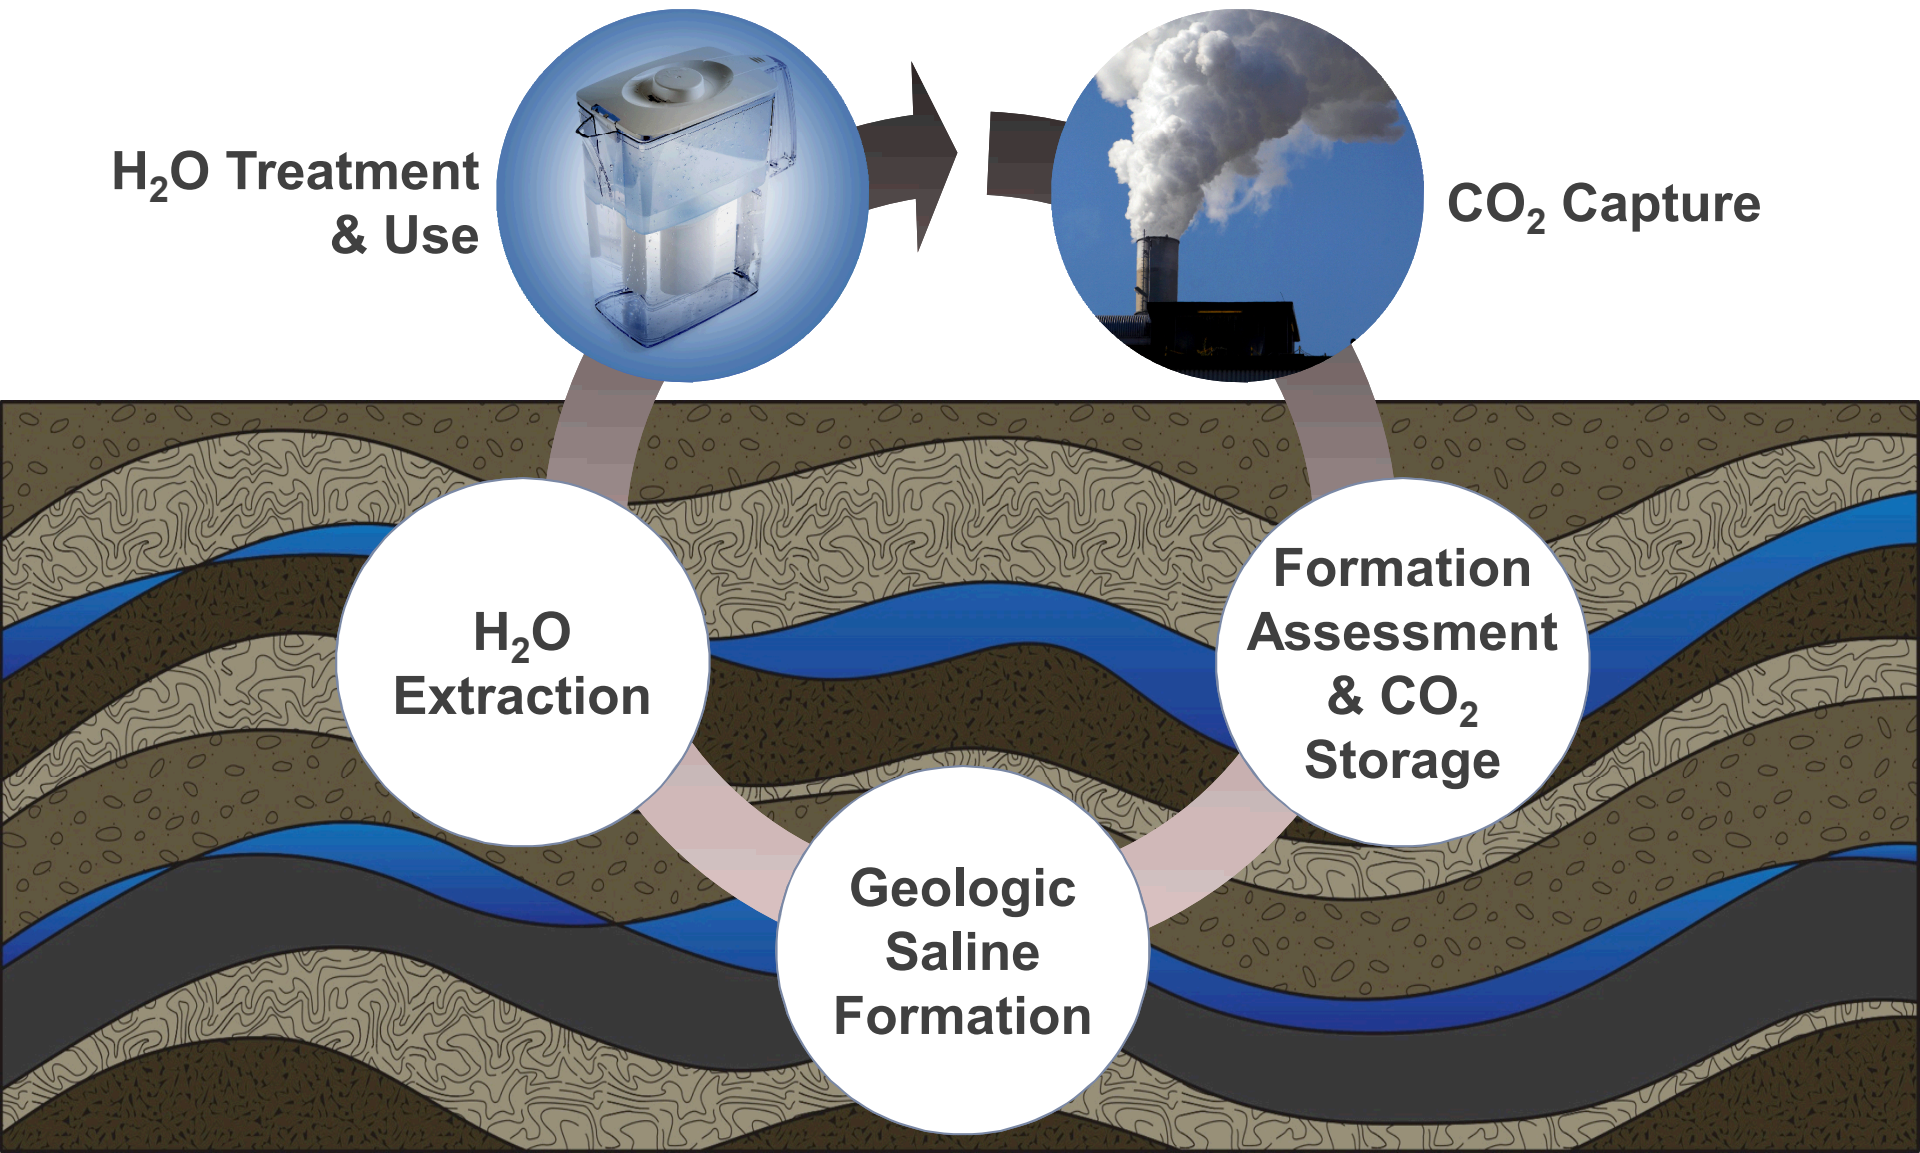 H₂O Treatment
& Use
CO₂ Capture
H₂O
Extraction
Formation
Assessment
& CO₂
Storage
Geologic
Saline
Formation